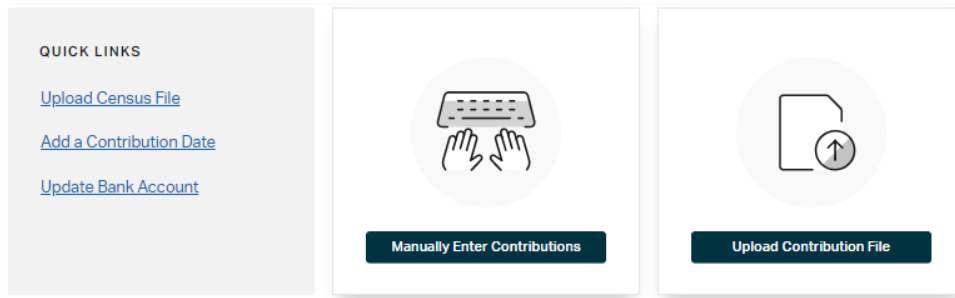 QUICK LINKS
Upload Census File
Add a Contribution Date
Update Bank Account
Manually Enter Contributions
Upload Contribution File